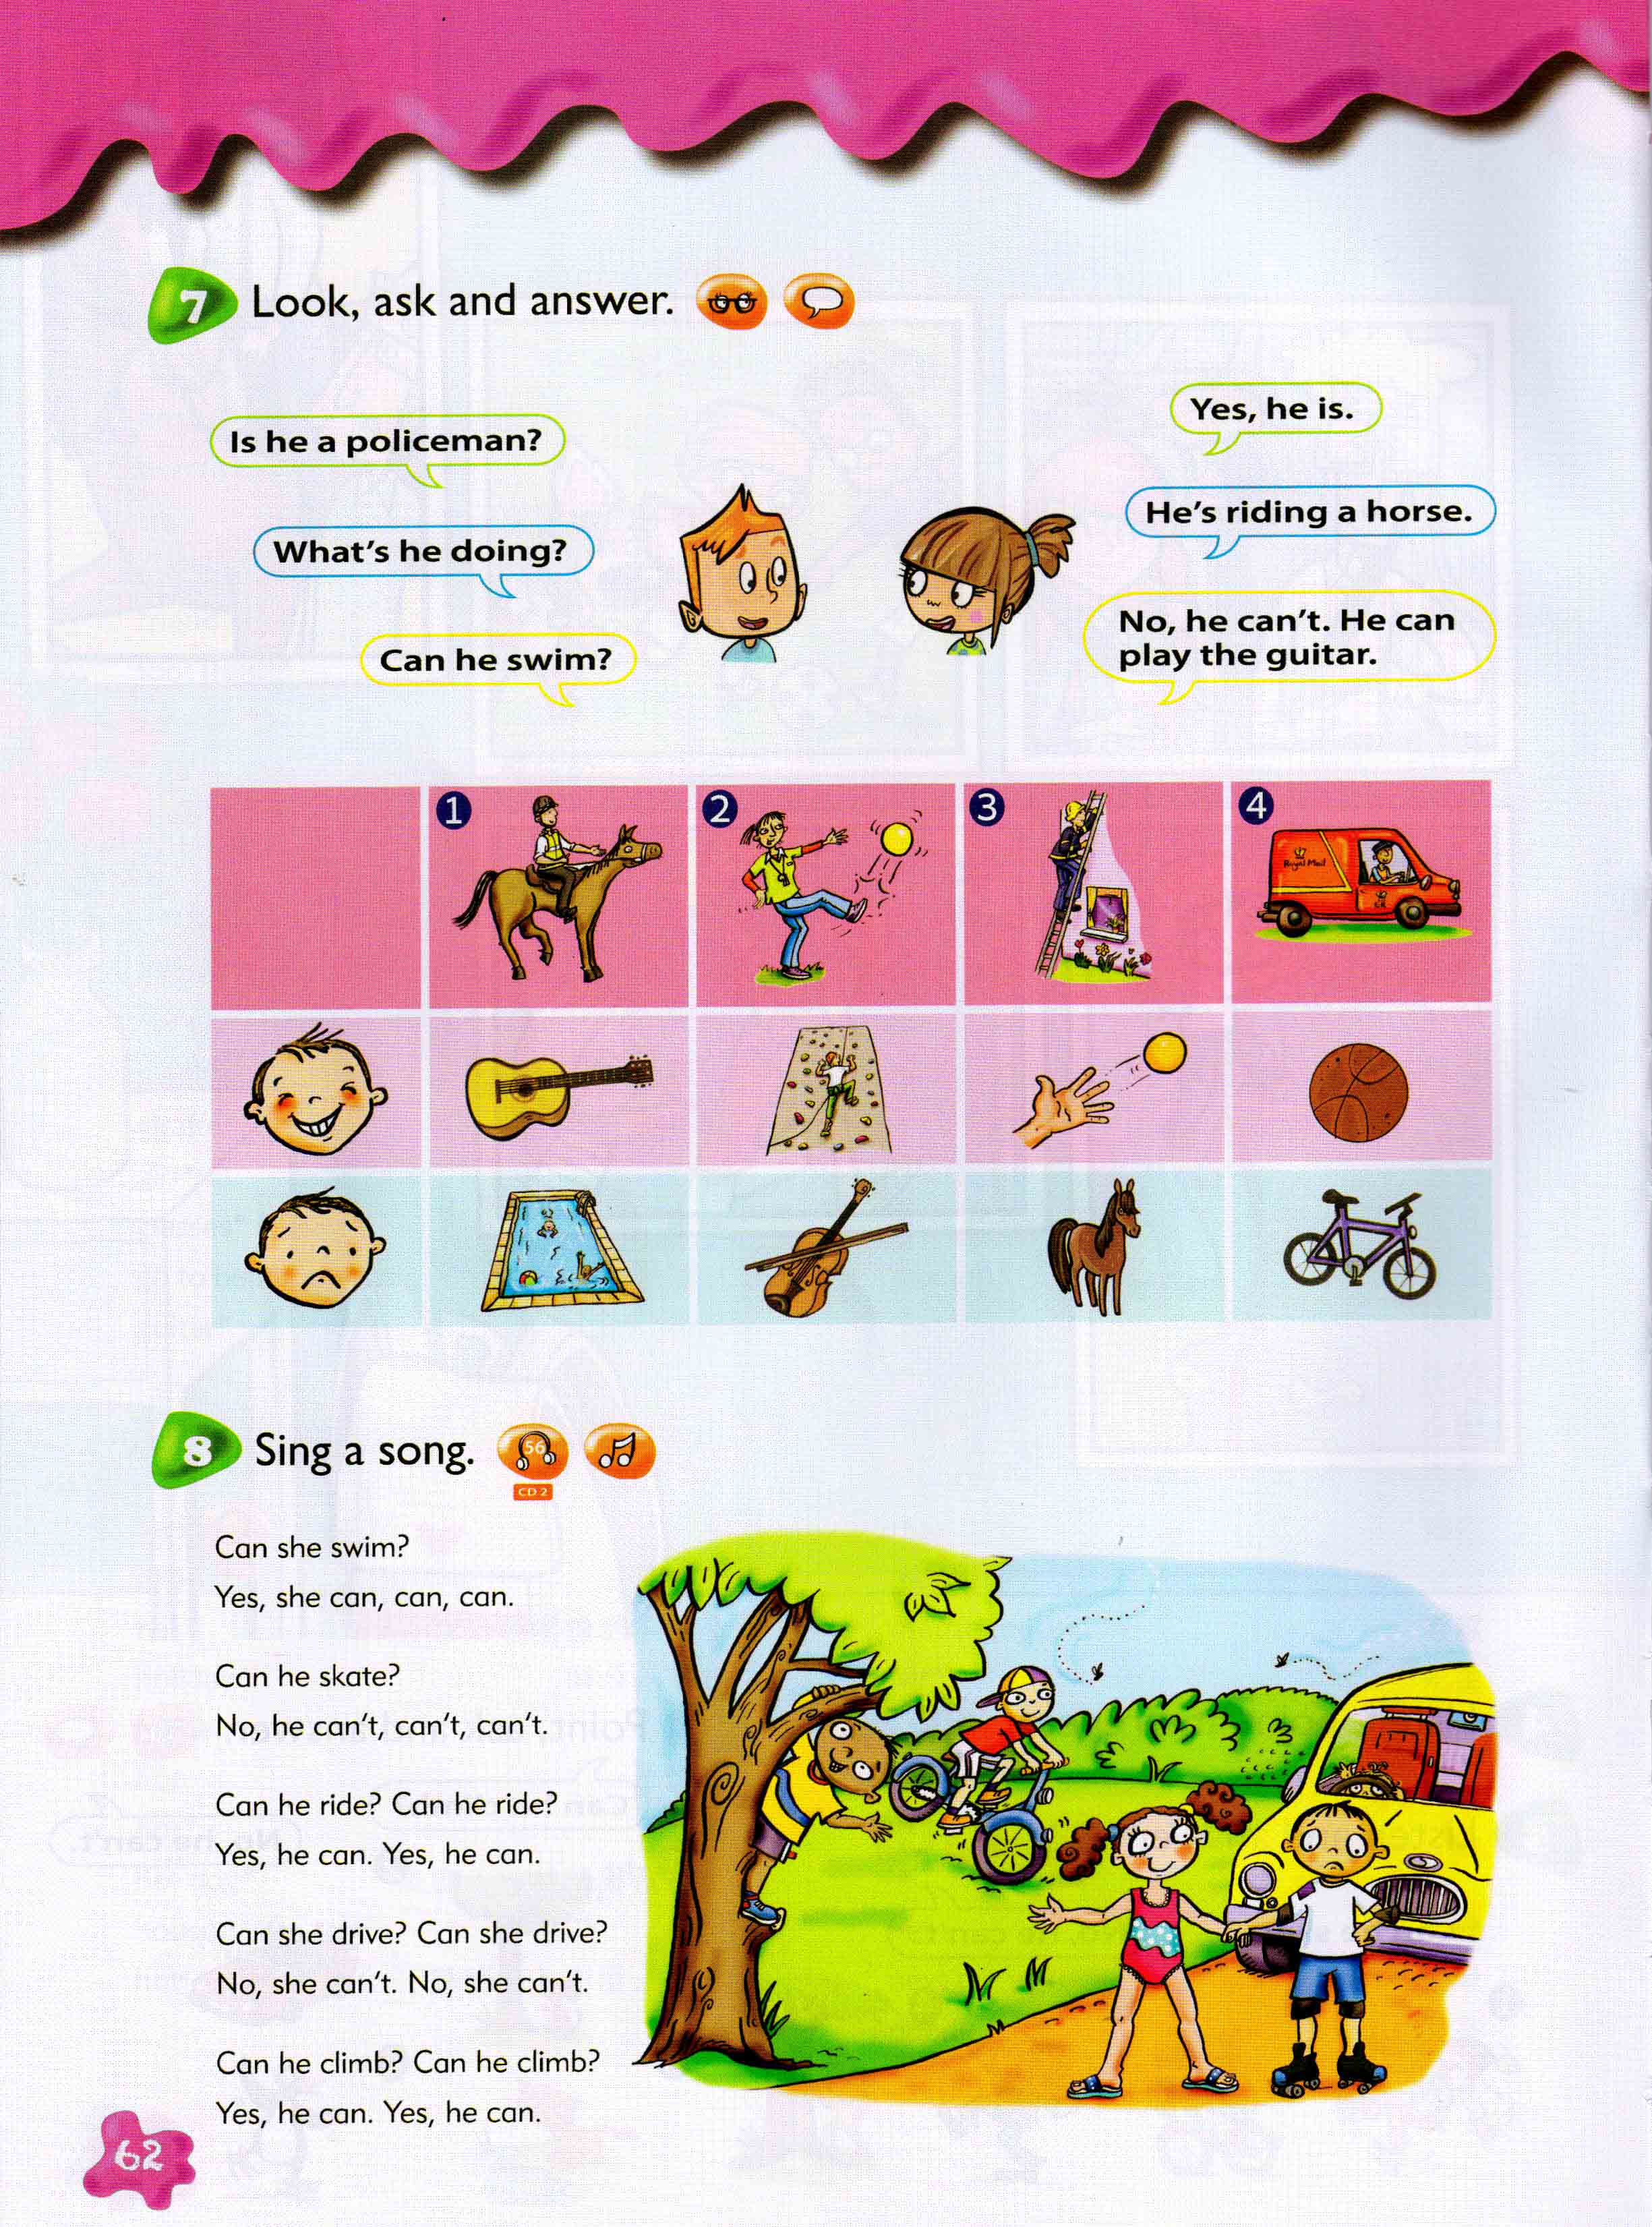 7 Look, ask and answer.
Is he a policeman?
Yes, he is.
What's he doing?
He's riding a horse.
Can he swim?
No, he can't. He can
play the guitar.
1
2
3
4
Royal Mail
8 Sing a song.
56
CD 2
Can she swim?
Yes, she can, can, can.
Can he skate?
No, he can't, can't, can't.
Can he ride? Can he ride?
Yes, he can. Yes, he can.
Can she drive? Can she drive?
No, she can't. No, she can't.
Can he climb? Can he climb?
Yes, he can. Yes, he can.
62